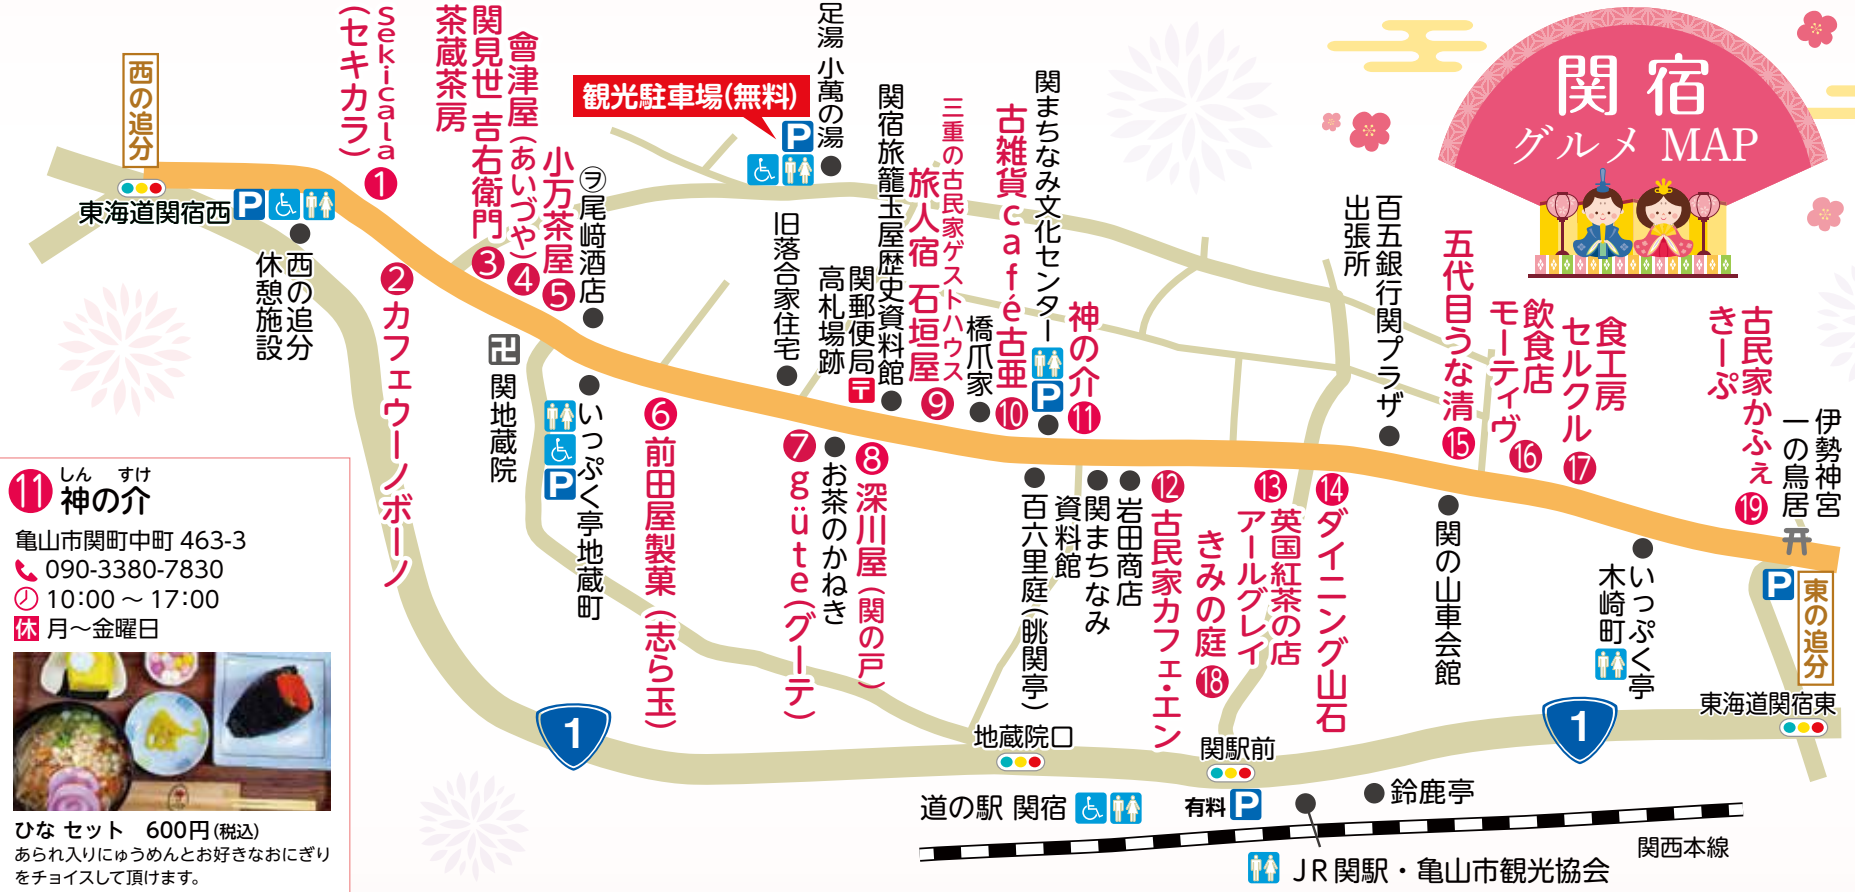 関宿
グルメ MAP
西の追分
東海道関宿西
P
西の追分
休憩施設
sekicala
(セキカラ)
1
2
カフェウーノボーノ
関見世 吉右衛門
茶蔵茶房
3
會津屋(あいづや)
4
小万茶屋
5
ヲ尾﨑酒店
卍
関地蔵院
いっぷく亭地蔵町
P
6
前田屋製菓(志ら玉)
観光駐車場(無料)
P
足湯 小萬の湯
旧落合家住宅
高札場跡
関郵便局
〒
関宿旅籠玉屋歴史資料館
7
güte(グーテ)
お茶のかねき
8
深川屋(関の戸)
三重の古民家ゲストハウス
旅人宿 石垣屋
9
橋爪家
古雑貨café古亜
10
関まちなみ文化センター
P
神の介
11
百六里庭(眺関亭)
関まちなみ
資料館
岩田商店
12
古民家カフェ・エン
きみの庭
18
13
英国紅茶の店
アールグレイ
14
ダイニング山石
百五銀行関プラザ
出張所
五代目うな清
15
飲食店
モーティヴ
16
食工房
セルクル
17
関の山車会館
いっぷく亭
木崎町
古民家かふぇ
きーぷ
19
伊勢神宮
一の鳥居
P
東の追分
東海道関宿東
1
1
地蔵院口
関駅前
道の駅 関宿
有料 P
鈴鹿亭
JR関駅・亀山市観光協会
関西本線
11
しん すけ
神の介
亀山市関町中町 463-3
090-3380-7830
10:00 ～ 17:00
休 月～金曜日
ひな セット 600円(税込)
あられ入りにゅうめんとお好きなおにぎり
をチョイスして頂けます。